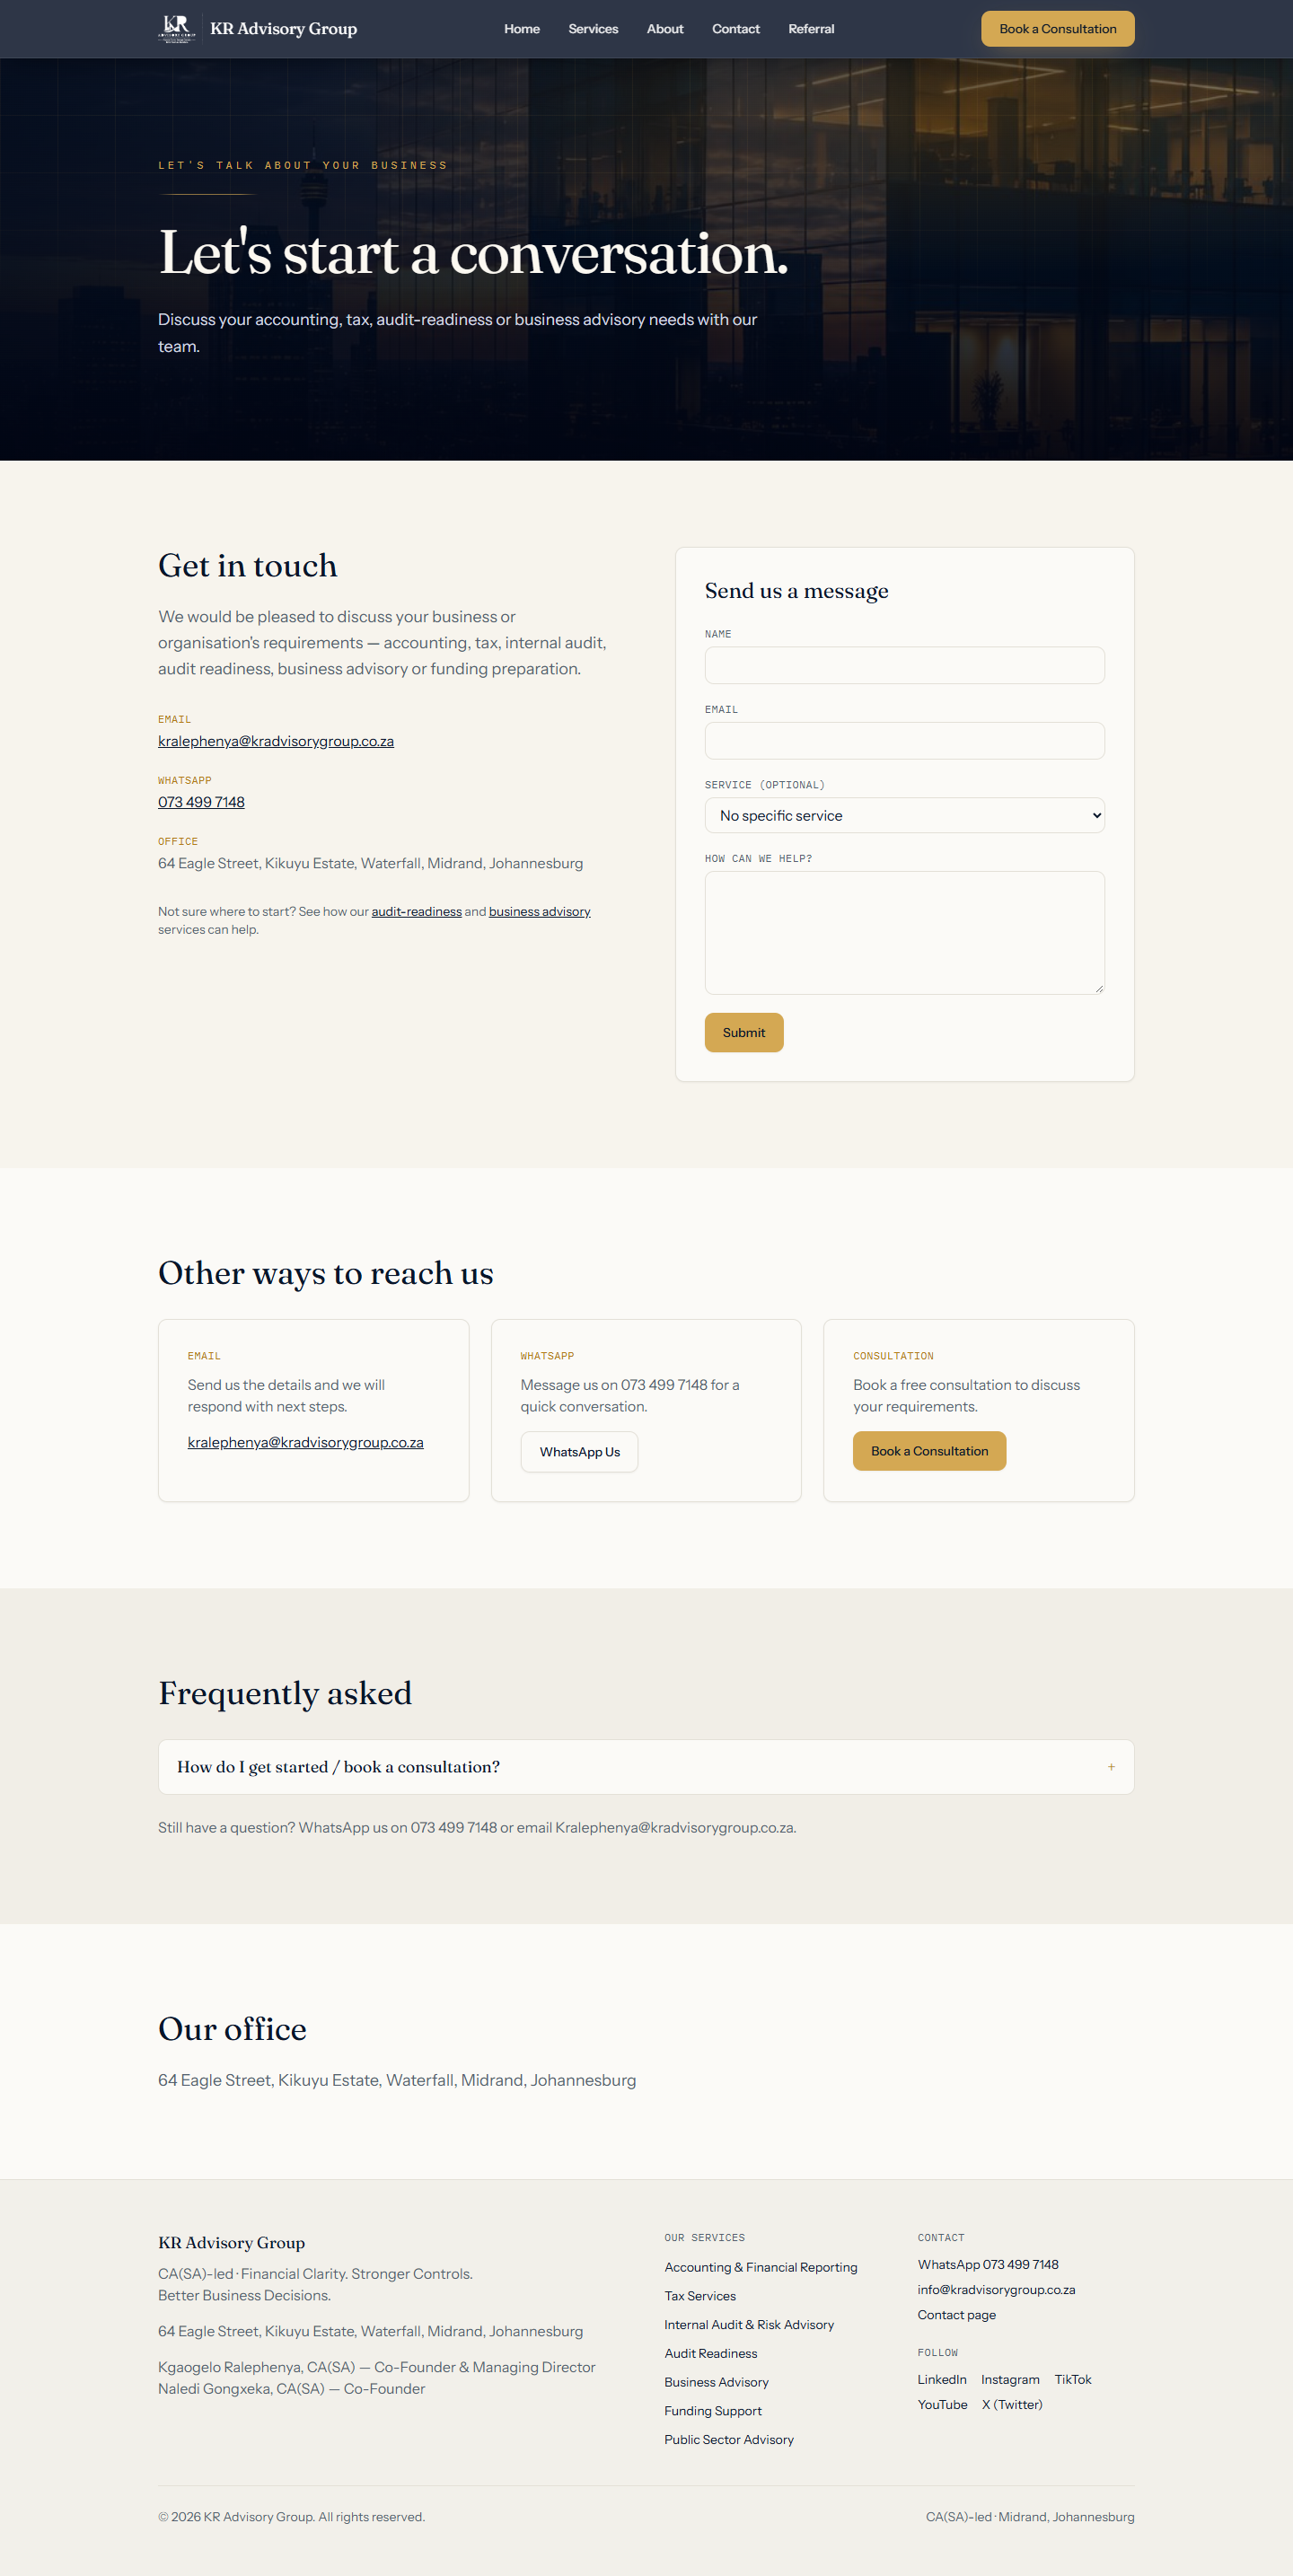 KR
ADVISORY GROUP
KR Advisory Group
Home
Services
About
Contact
Referral
Book a Consultation
LET'S TALK ABOUT YOUR BUSINESS
Let's start a conversation.
Discuss your accounting, tax, audit-readiness or business advisory needs with our
team.
Get in touch
We would be pleased to discuss your business or
organisation's requirements — accounting, tax, internal audit,
audit readiness, business advisory or funding preparation.
EMAIL
kralephenya@kradvisorygroup.co.za
WHATSAPP
073 499 7148
OFFICE
64 Eagle Street, Kikuyu Estate, Waterfall, Midrand, Johannesburg
Not sure where to start? See how our audit-readiness and business advisory
services can help.
Send us a message
NAME
EMAIL
SERVICE (OPTIONAL)
No specific service
HOW CAN WE HELP?
Submit
Other ways to reach us
EMAIL
Send us the details and we will
respond with next steps.
kralephenya@kradvisorygroup.co.za
WHATSAPP
Message us on 073 499 7148 for a
quick conversation.
WhatsApp Us
CONSULTATION
Book a free consultation to discuss
your requirements.
Book a Consultation
Frequently asked
How do I get started / book a consultation?
+
Still have a question? WhatsApp us on 073 499 7148 or email Kralephenya@kradvisorygroup.co.za.
Our office
64 Eagle Street, Kikuyu Estate, Waterfall, Midrand, Johannesburg
KR Advisory Group
CA(SA)-led · Financial Clarity. Stronger Controls.
Better Business Decisions.
64 Eagle Street, Kikuyu Estate, Waterfall, Midrand, Johannesburg
Kgaogelo Ralephenya, CA(SA) — Co-Founder & Managing Director
Naledi Gongxeka, CA(SA) — Co-Founder
OUR SERVICES
Accounting & Financial Reporting
Tax Services
Internal Audit & Risk Advisory
Audit Readiness
Business Advisory
Funding Support
Public Sector Advisory
CONTACT
WhatsApp 073 499 7148
info@kradvisorygroup.co.za
Contact page
FOLLOW
LinkedIn Instagram TikTok
YouTube X (Twitter)
© 2026 KR Advisory Group. All rights reserved.
CA(SA)-led · Midrand, Johannesburg